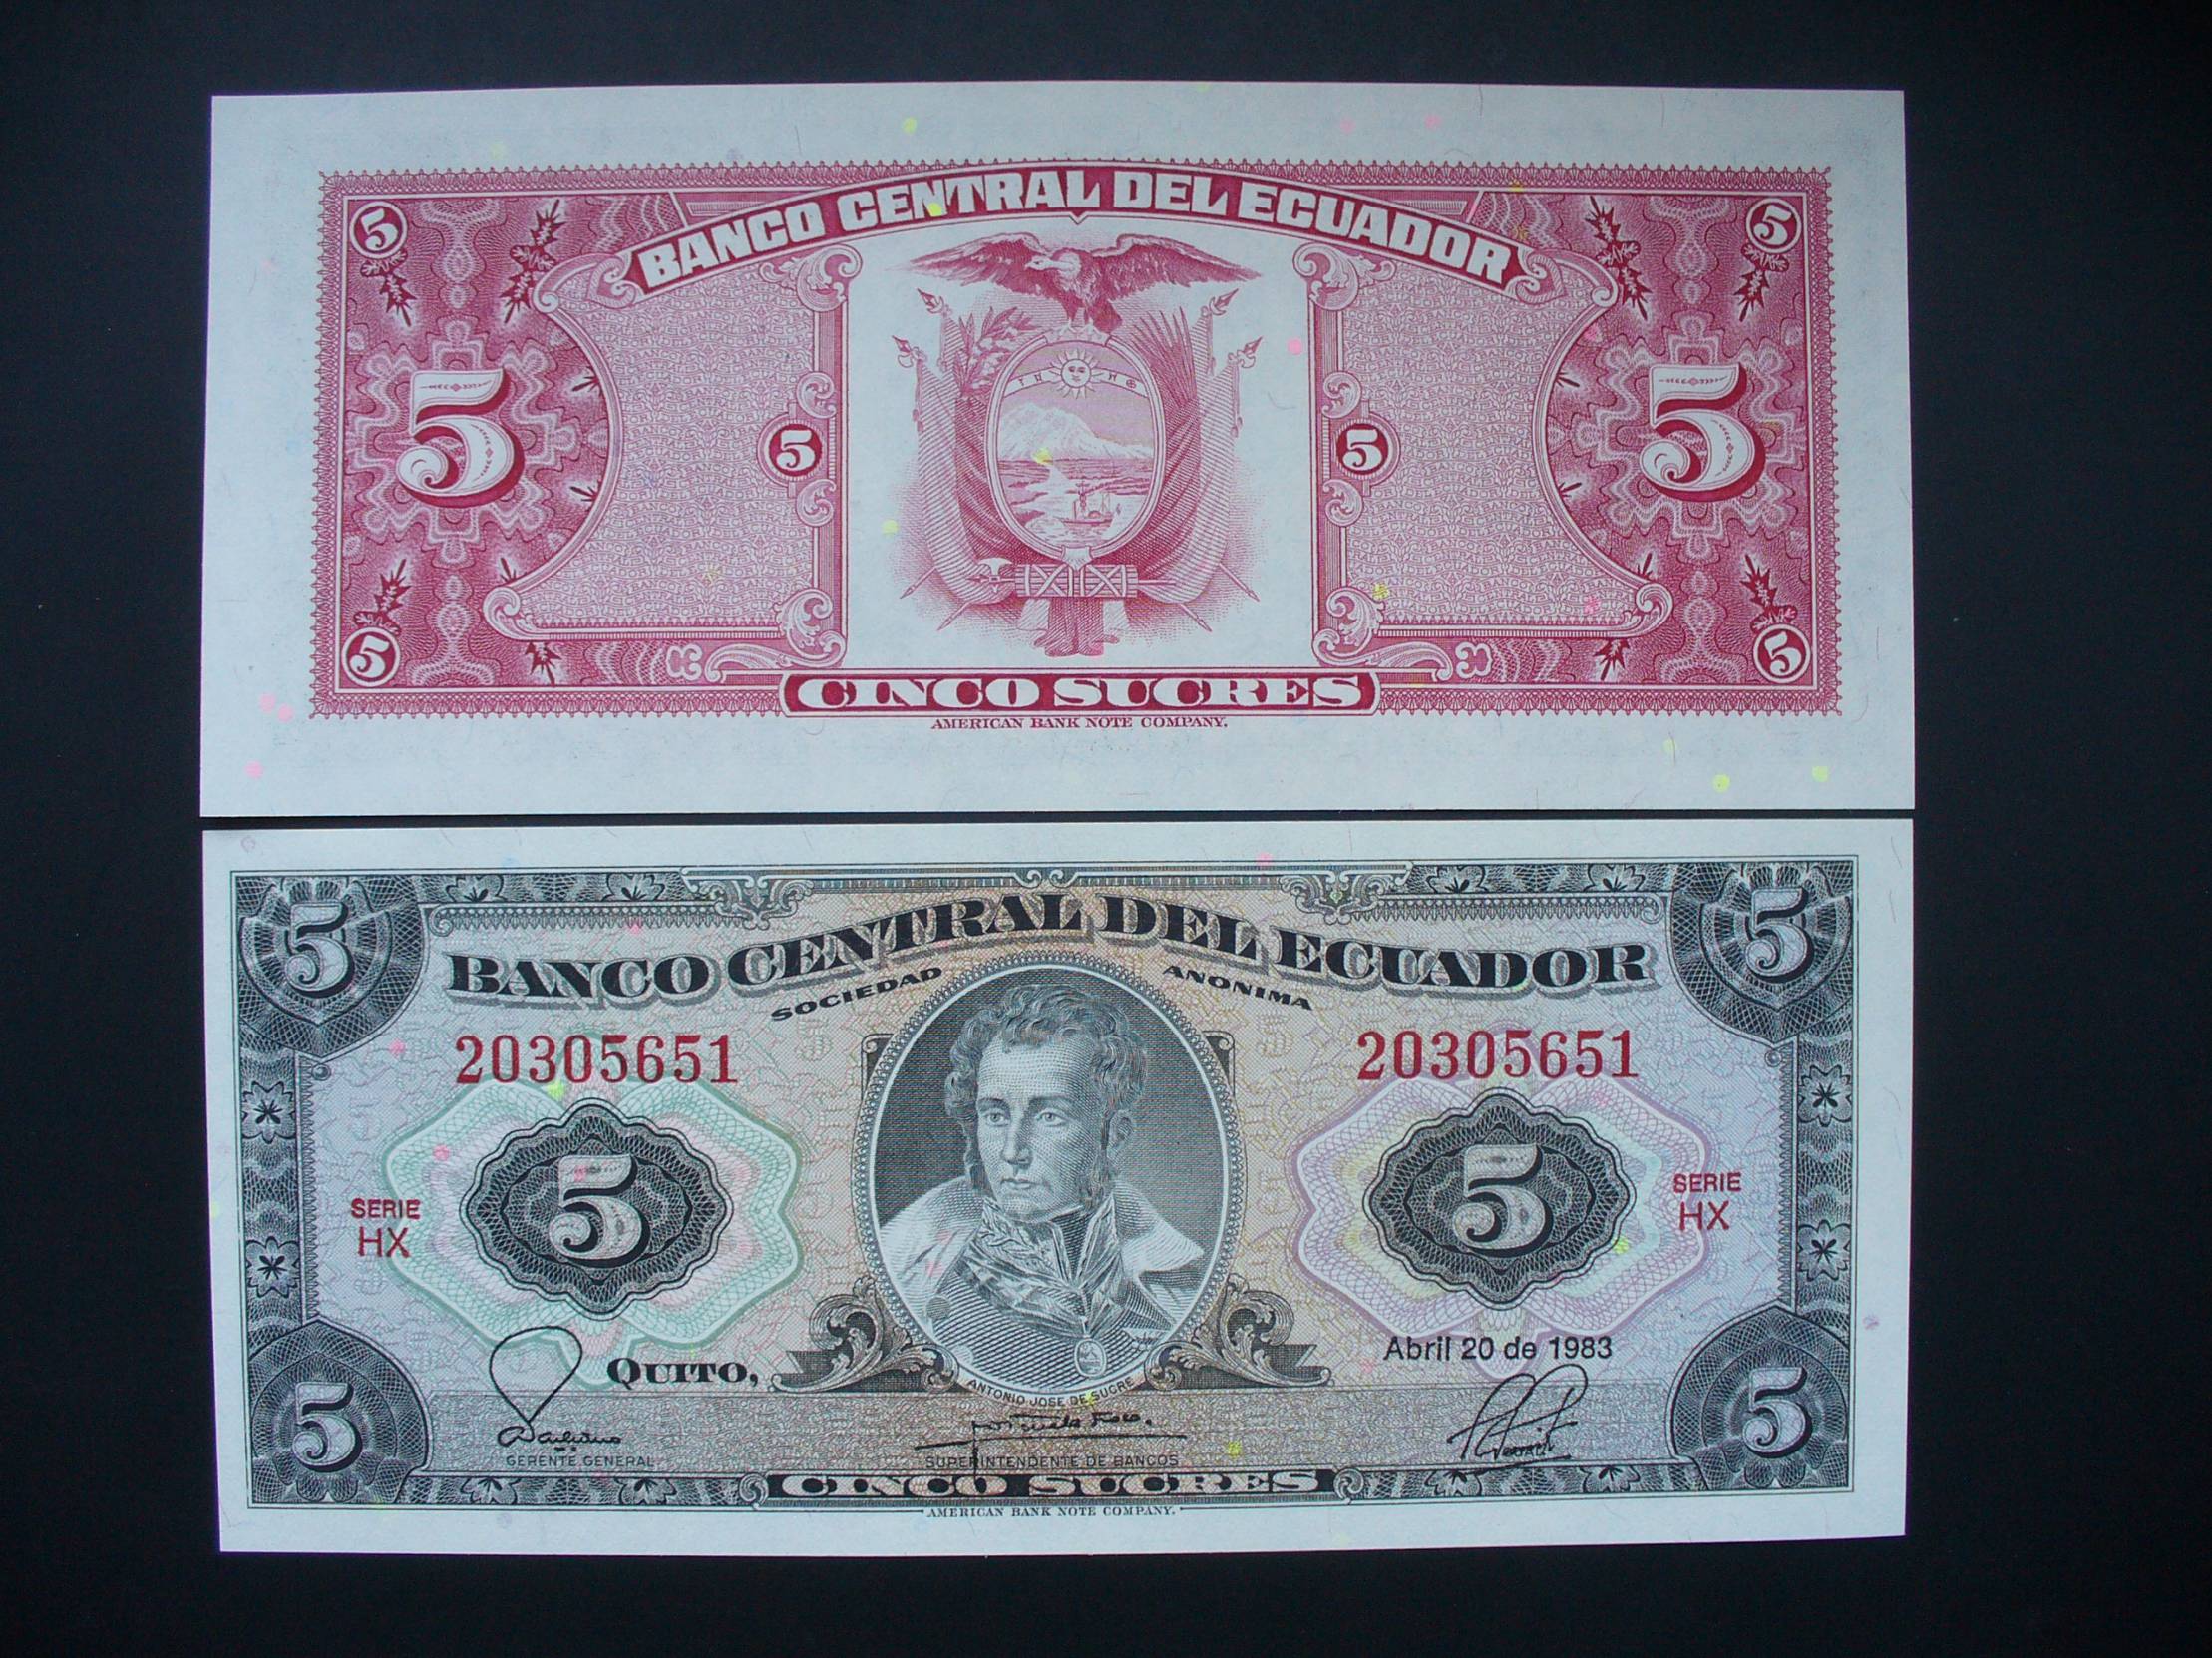 BANCO CENTRAL DEL ECUADOR
5 5
5 5 5 5
5 5
CINCO SUCRES
AMERICAN BANK NOTE COMPANY.
5 5
BANCO CENTRAL DEL ECUADOR
SOCIEDAD ANONIMA
20305651 20305651
5 5
SERIE SERIE
HX HX
Abril 20 de 1983
QUITO,
ANTONIO JOSE DE SUCRE
5 5
GERENTE GENERAL SUPERINTENDENTE DE BANCOS
CINCO SUCRES
AMERICAN BANK NOTE COMPANY.